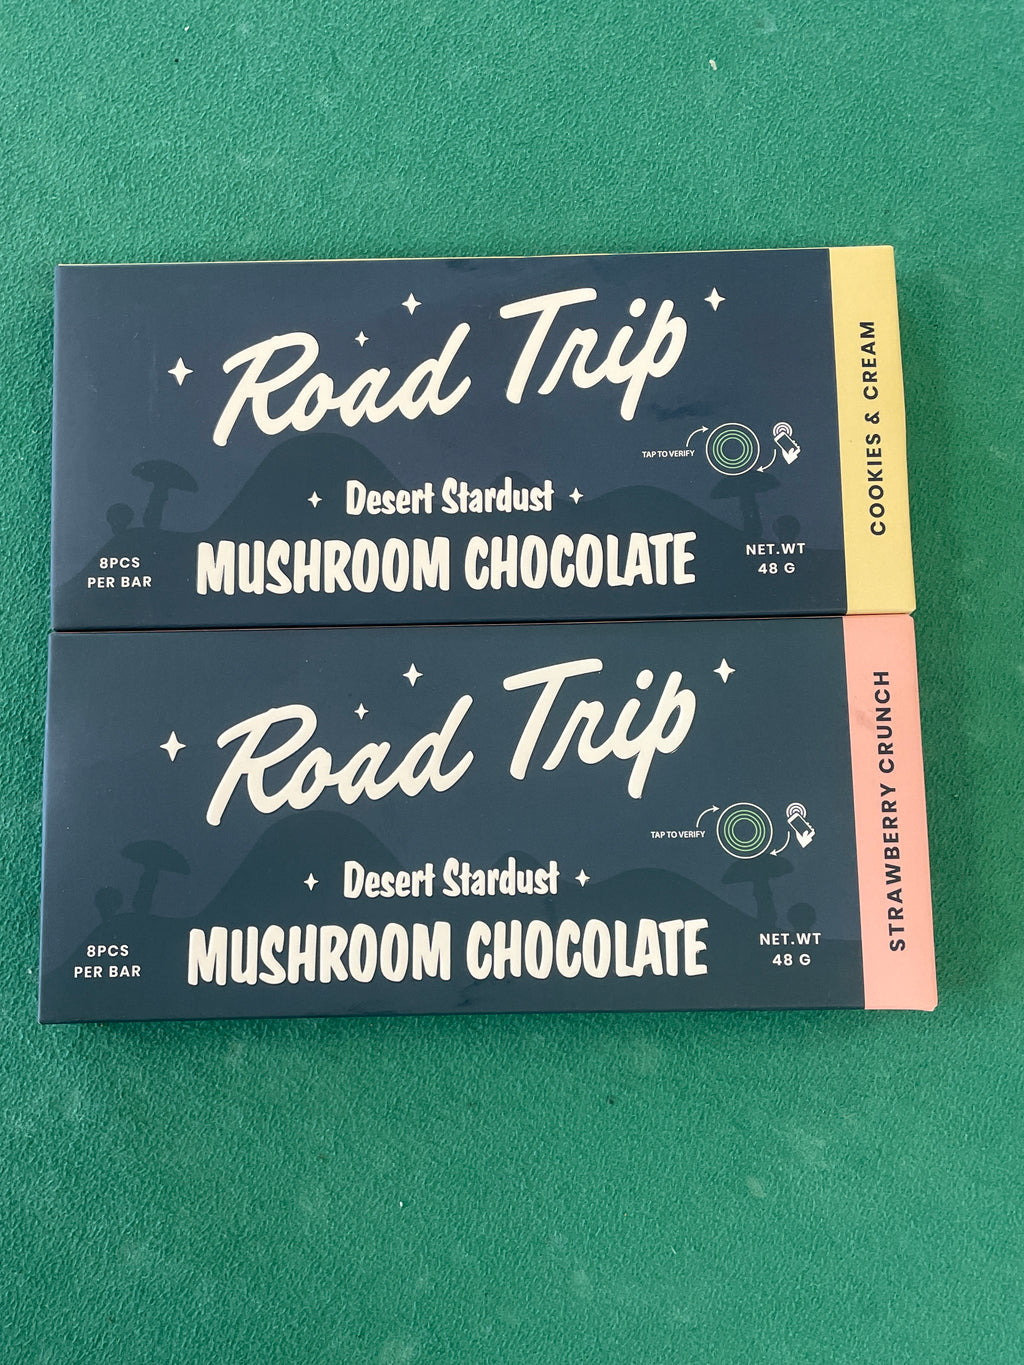 Road Trip
TAP TO VERIFY
Desert Stardust
MUSHROOM CHOCOLATE
8PCS
PER BAR
NET.WT
48 G
COOKIES & CREAM
Road Trip
TAP TO VERIFY
Desert Stardust
MUSHROOM CHOCOLATE
8PCS
PER BAR
NET.WT
48 G
STRAWBERRY CRUNCH